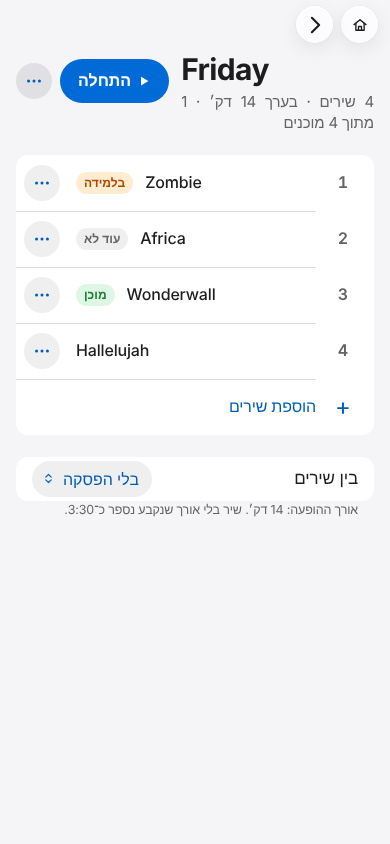 Friday
התחלה
4 שירים · בערך 14 דק׳ · 1
מתוך 4 מוכנים
1 Zombie בלמידה
2 Africa עוד לא
3 Wonderwall מוכן
4 Hallelujah
+ הוספת שירים
בין שירים בלי הפסקה
אורך ההופעה: 14 דק׳. שיר בלי אורך שנקבע נספר כ־3:30.